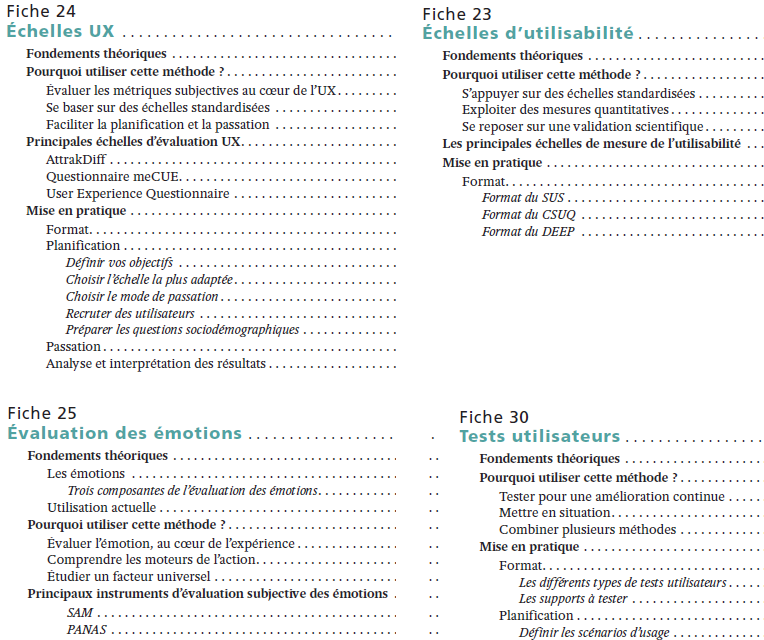 Fiche 24
Échelles UX
Fondements théoriques
Pourquoi utiliser cette méthode ?
Évaluer les métriques subjectives au cœur de l'UX
Se baser sur des échelles standardisées
Faciliter la planification et la passation
Principales échelles d'évaluation UX
AttrakDiff
Questionnaire meCUE
User Experience Questionnaire
Mise en pratique
Format
Planification
Définir vos objectifs
Choisir l'échelle la plus adaptée
Choisir le mode de passation
Recruter des utilisateurs
Préparer les questions sociodémographiques
Passation
Analyse et interprétation des résultats
Fiche 23
Échelles d'utilisabilité
Fondements théoriques
Pourquoi utiliser cette méthode ?
S'appuyer sur des échelles standardisées
Exploiter des mesures quantitatives
Se reposer sur une validation scientifique
Les principales échelles de mesure de l'utilisabilité
Mise en pratique
Format
Format du SUS
Format du CSUQ
Format du DEEP
Fiche 25
Évaluation des émotions
Fondements théoriques
Les émotions
Trois composantes de l'évaluation des émotions
Utilisation actuelle
Pourquoi utiliser cette méthode ?
Évaluer l'émotion, au cœur de l'expérience
Comprendre les moteurs de l'action
Étudier un facteur universel
Principaux instruments d'évaluation subjective des émotions
SAM
PANAS
Fiche 30
Tests utilisateurs
Fondements théoriques
Pourquoi utiliser cette méthode ?
Tester pour une amélioration continue
Mettre en situation
Combiner plusieurs méthodes
Mise en pratique
Format
Les différents types de tests utilisateurs
Les supports à tester
Planification
Définir les scénarios d'usage